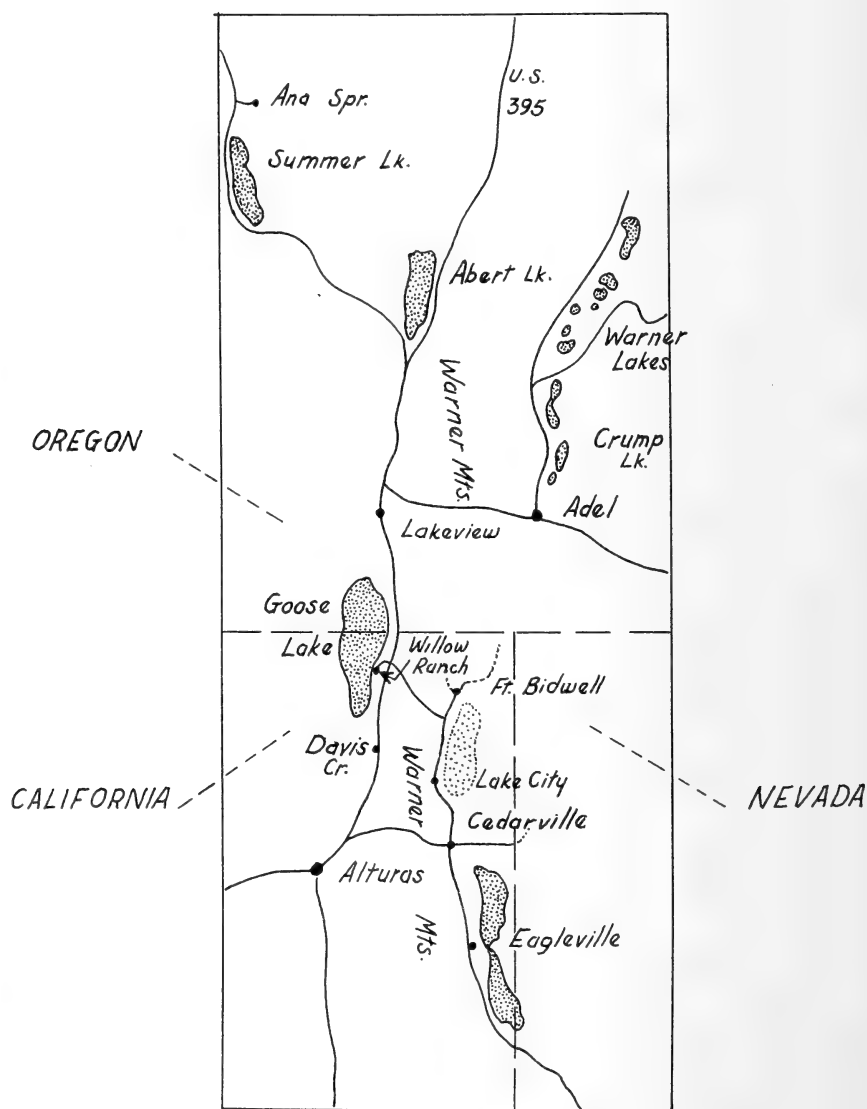 U.S.
395
Ana Spr.
Summer Lk.
Abert Lk.
Warner
Lakes
Warner Mts.
OREGON
Crump
Lk.
Adel
Lakeview
Goose
Lake
Willow
Ranch
Ft. Bidwell
Davis
Cr.
Warner
Mts.
Lake City
CALIFORNIA
NEVADA
Cedarville
Alturas
Eagleville